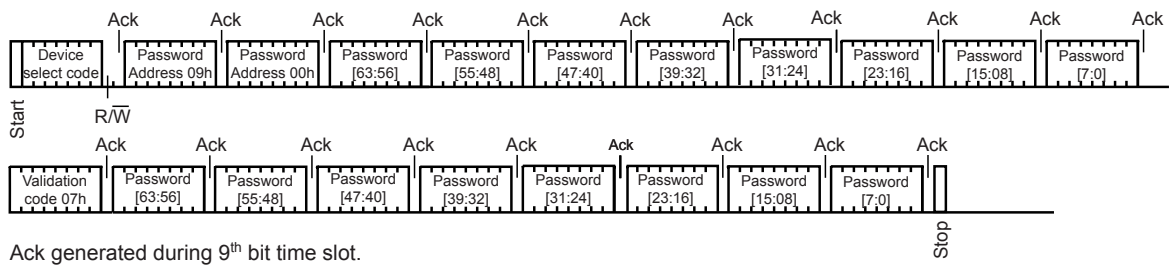 Ack Ack Ack Ack Ack Ack Ack Ack Ack Ack Ack
Device select code
Password Address 09h
Password Address 00h
Password [63:56]
Password [55:48]
Password [47:40]
Password [39:32]
Password [31:24]
Password [23:16]
Password [15:08]
Password [7:0]
Start
R/W̅
Ack Ack Ack Ack Ack Ack Ack Ack Ack
Validation code 07h
Password [63:56]
Password [55:48]
Password [47:40]
Password [39:32]
Password [31:24]
Password [23:16]
Password [15:08]
Password [7:0]
Stop
Ack generated during 9th bit time slot.